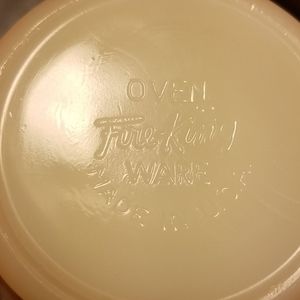 OVEN
Fire-King
WARE
MADE IN U.S.A.